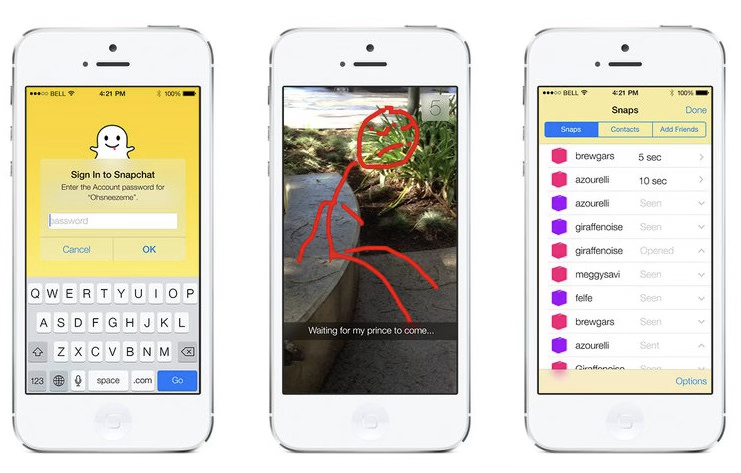 BELL 4:21 PM 100%
Sign In to Snapchat
Enter the Account password for
"Ohsneezeme".
password
Cancel OK
Q W E R T Y U I O P
A S D F G H J K L
Z X C V B N M
123 space .com Go
5
Waiting for my prince to come...
BELL 4:21 PM 100%
Snaps Done
Snaps Contacts Add Friends
brewgars 5 sec
azourelli 10 sec
azourelli Seen
giraffenoise Seen
giraffenoise Opened
meggysavi Seen
felfe Seen
brewgars Seen
azourelli Sent
Giraffenoise Seen
Options